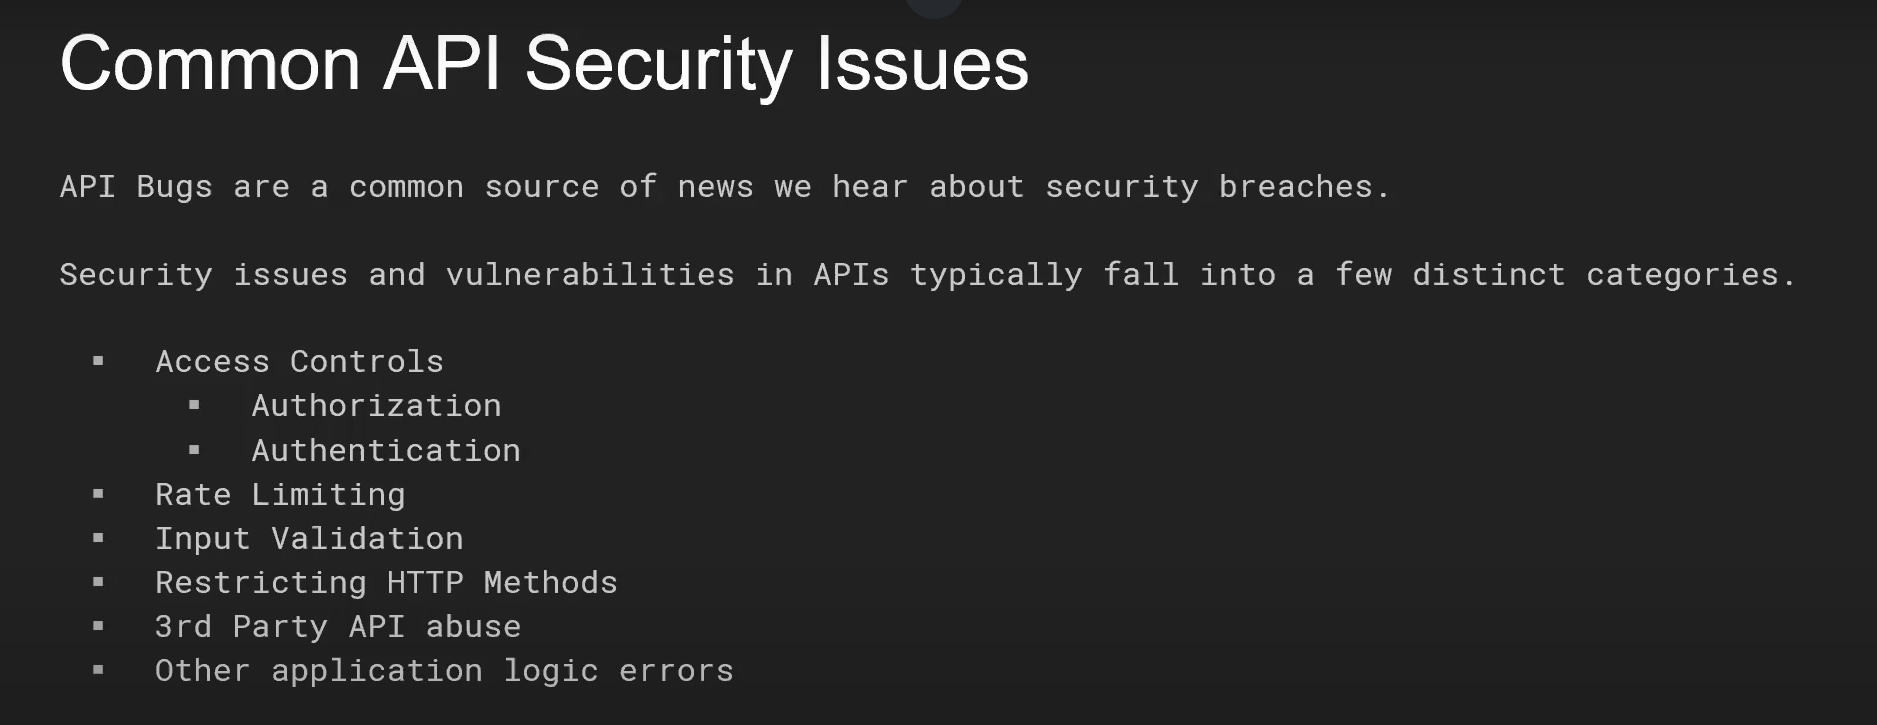 Common API Security Issues
API Bugs are a common source of news we hear about security breaches.
Security issues and vulnerabilities in APIs typically fall into a few distinct categories.
▪ Access Controls
▪ Authorization
▪ Authentication
▪ Rate Limiting
▪ Input Validation
▪ Restricting HTTP Methods
▪ 3rd Party API abuse
▪ Other application logic errors